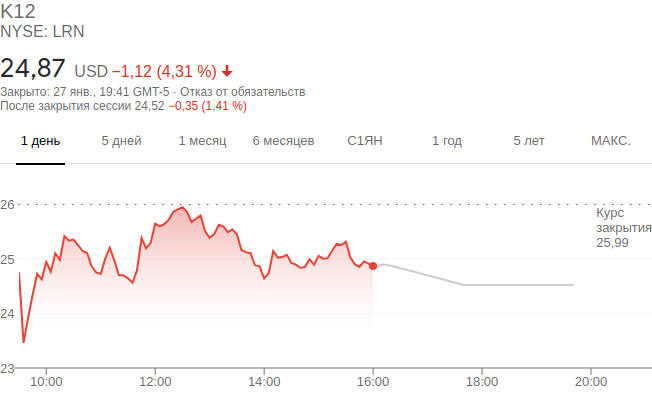 K12
NYSE: LRN
24,87 USD −1,12 (4,31 %)
Закрыто: 27 янв., 19:41 GMT-5 · Отказ от обязательств
После закрытия сессии 24,52 −0,35 (1,41 %)
1 день 5 дней 1 месяц 6 месяцев С1ЯН 1 год 5 лет МАКС.
26
Курс
закрытия
25,99
25
24
23
10:00 12:00 14:00 16:00 18:00 20:00